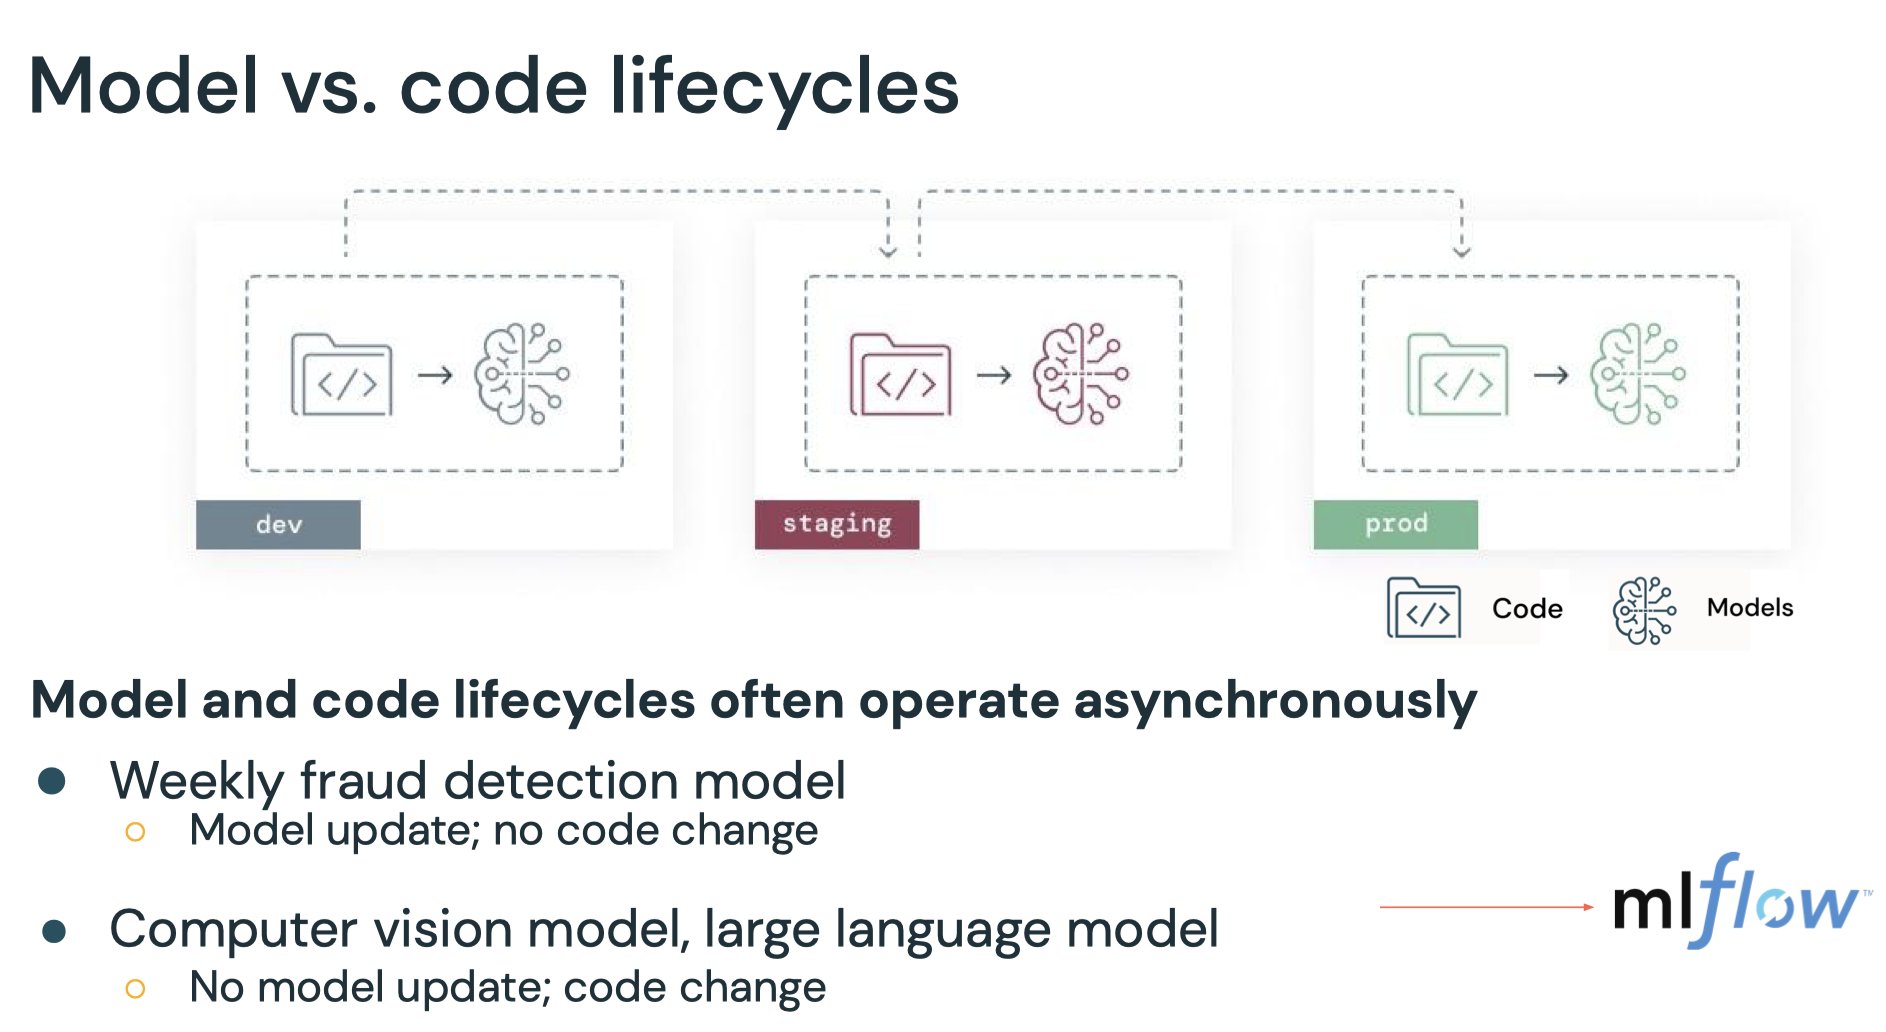 Model vs. code lifecycles
</>
→
</>
→
</>
→
dev
staging
prod
</>
Code
Models
Model and code lifecycles often operate asynchronously
● Weekly fraud detection model
○ Model update; no code change
● Computer vision model, large language model
○ No model update; code change
mlflow™